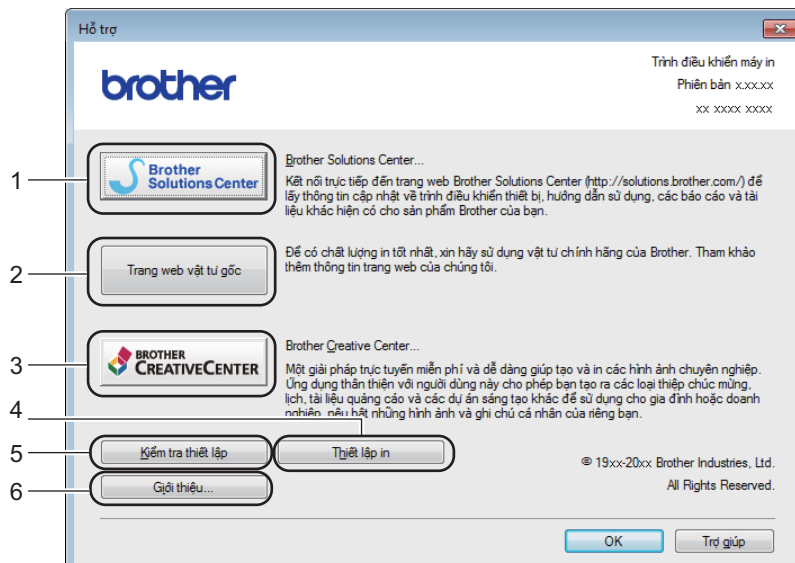 Hỗ trợ
brother
Trình điều khiển máy in
Phiên bản x.xx.xx
xx xxxx xxxx
1
Brother
Solutions Center
Brother Solutions Center...
Kết nối trực tiếp đến trang web Brother Solutions Center (http://solutions.brother.com/) để
lấy thông tin cập nhật về trình điều khiển thiết bị, hướng dẫn sử dụng, các báo cáo và tài
liệu khác hiện có cho sản phẩm Brother của bạn.
2
Trang web vật tư gốc
Để có chất lượng in tốt nhất, xin hãy sử dụng vật tư chính hãng của Brother. Tham khảo
thêm thông tin trang web của chúng tôi.
3
BROTHER
CREATIVECENTER
Brother Creative Center...
Một giải pháp trực tuyến miễn phí và dễ dàng giúp tạo và in các hình ảnh chuyên nghiệp.
Ứng dụng thân thiện với người dùng này cho phép bạn tạo ra các loại thiệp chúc mừng,
lịch, tài liệu quảng cáo và các dự án sáng tạo khác để sử dụng cho gia đình hoặc doanh
nghiệp, nêu bật những hình ảnh và ghi chú cá nhân của riêng bạn.
4
5
Kiểm tra thiết lập
Thiết lập in
6
Giới thiệu...
© 19xx-20xx Brother Industries, Ltd.
All Rights Reserved.
OK
Trợ giúp